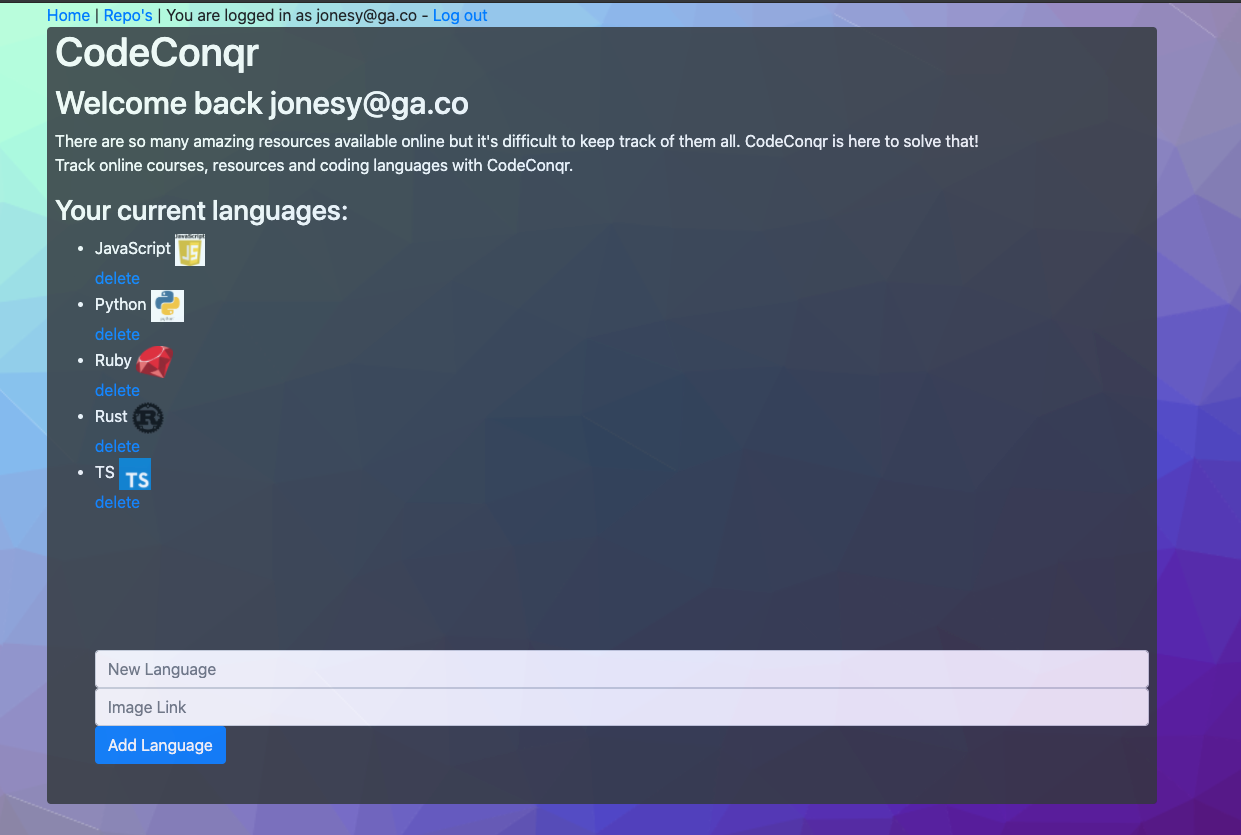 Home | Repo's | You are logged in as jonesy@ga.co - Log out
CodeConqr
Welcome back jonesy@ga.co
There are so many amazing resources available online but it's difficult to keep track of them all. CodeConqr is here to solve that!
Track online courses, resources and coding languages with CodeConqr.
Your current languages:
JavaScript JavaScript JS
delete
Python python
delete
Ruby
delete
Rust R
delete
TS TS
delete
New Language
Image Link
Add Language